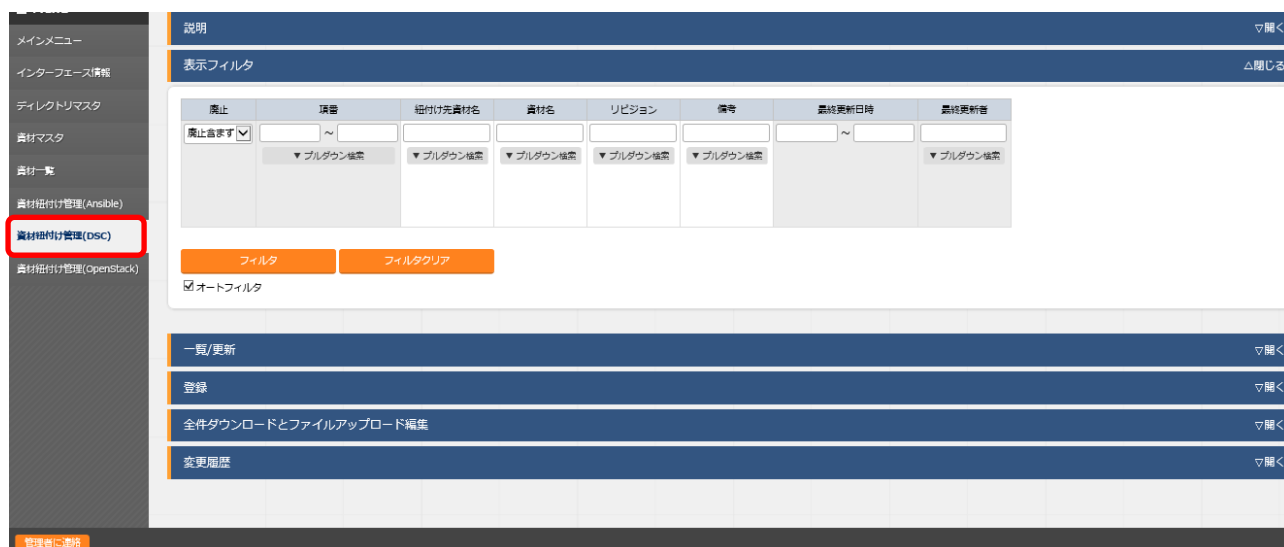 メインメニュー
インターフェース情報
ディレクトリマスタ
資材マスタ
資材一覧
資材紐付け管理(Ansible)
資材紐付け管理(DSC)
資材紐付け管理(OpenStack)
説明 ▽開く
表示フィルタ △閉じる
廃止 項番 紐付け先資材名 資材名 リビジョン 備考 最終更新日時 最終更新者
廃止含まず ～ ～
▼ プルダウン検索 ▼ プルダウン検索 ▼ プルダウン検索 ▼ プルダウン検索 ▼ プルダウン検索 ▼ プルダウン検索
フィルタ フィルタクリア
オートフィルタ
一覧/更新 ▽開く
登録 ▽開く
全件ダウンロードとファイルアップロード編集 ▽開く
変更履歴 ▽開く
管理者に連絡